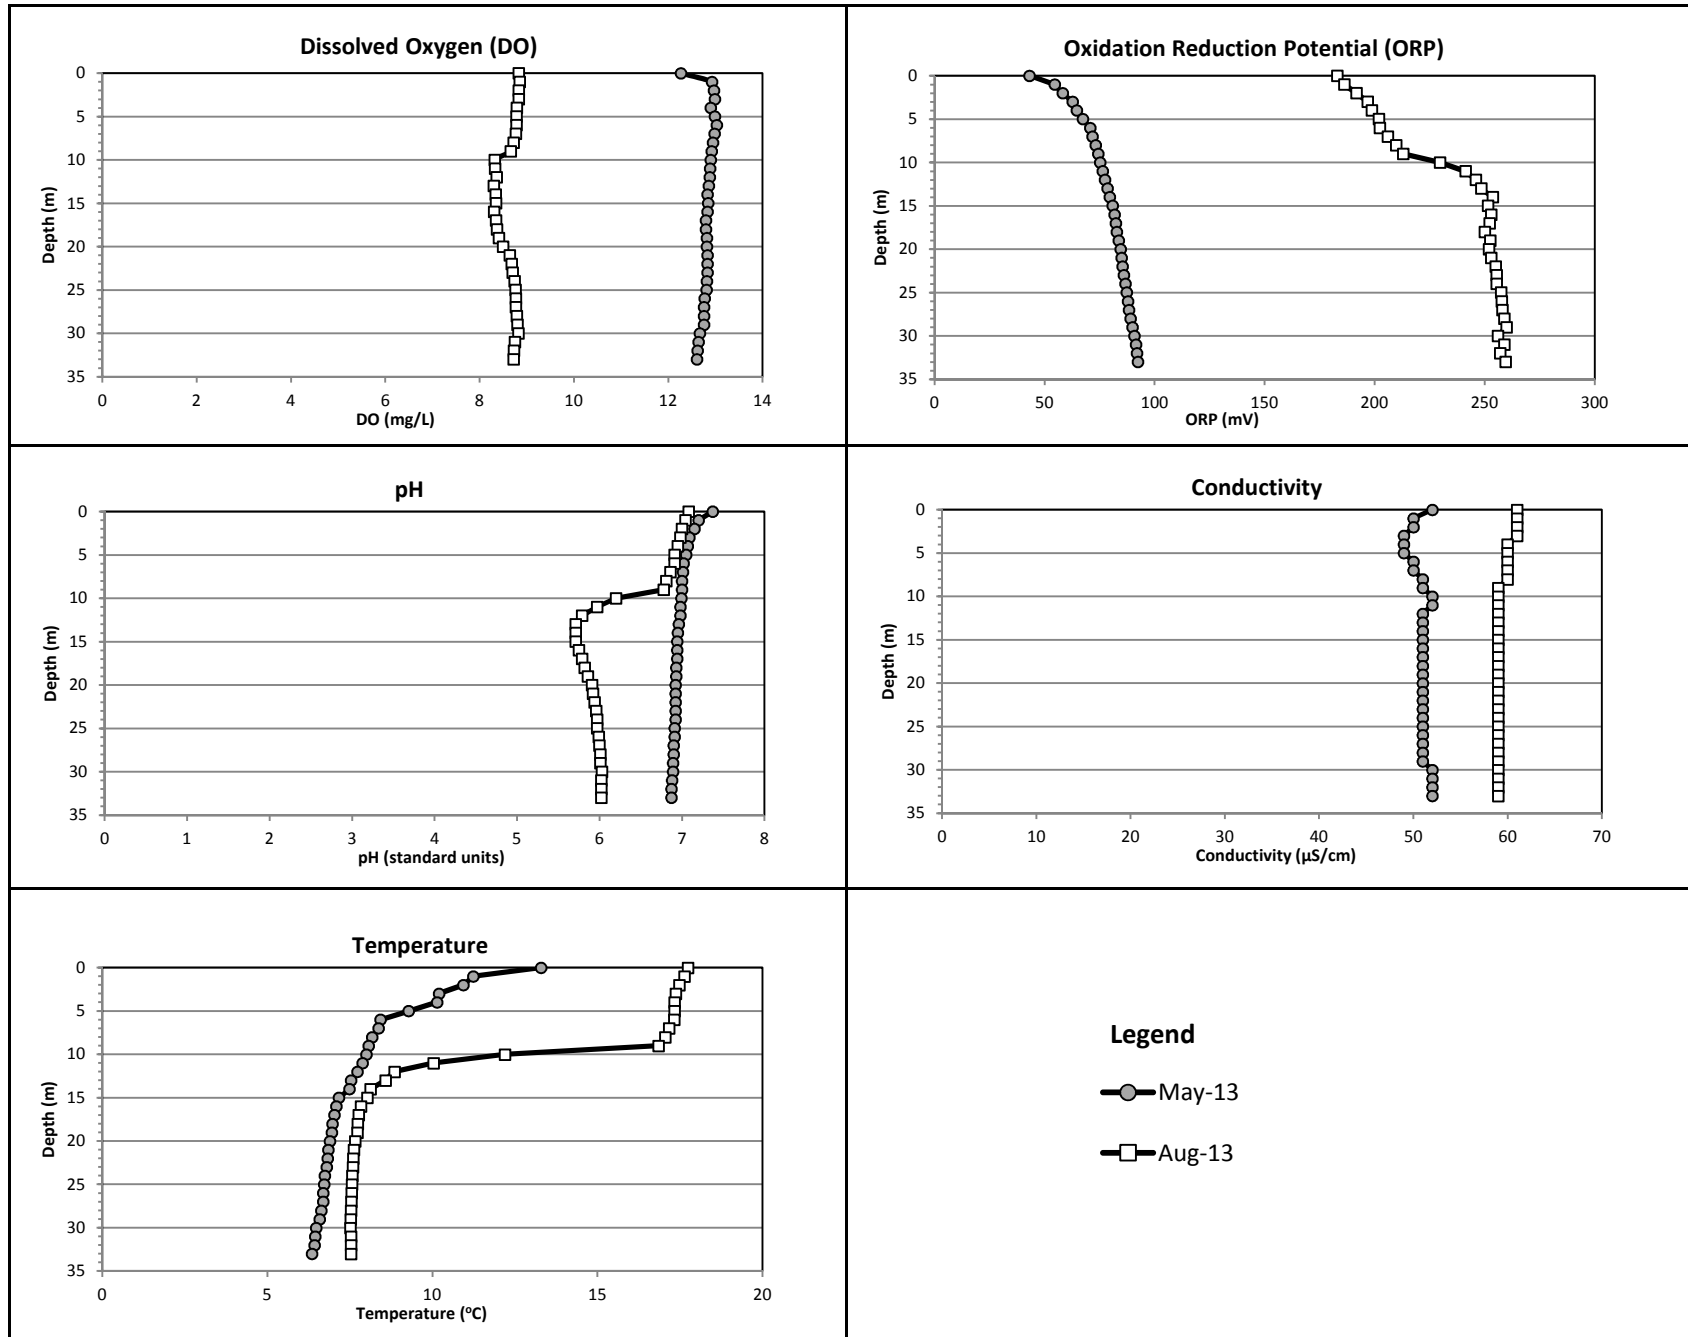 Dissolved Oxygen (DO)
0
5
10
15
20
25
30
35
Depth (m)
0 2 4 6 8 10 12 14
DO (mg/L)
Oxidation Reduction Potential (ORP)
0
5
10
15
20
25
30
35
Depth (m)
0 50 100 150 200 250 300
ORP (mV)
pH
0
5
10
15
20
25
30
35
Depth (m)
0 1 2 3 4 5 6 7 8
pH (standard units)
Conductivity
0
5
10
15
20
25
30
35
Depth (m)
0 10 20 30 40 50 60 70
Conductivity (µS/cm)
Temperature
0
5
10
15
20
25
30
35
Depth (m)
0 5 10 15 20
Temperature (°C)
Legend
May-13
Aug-13